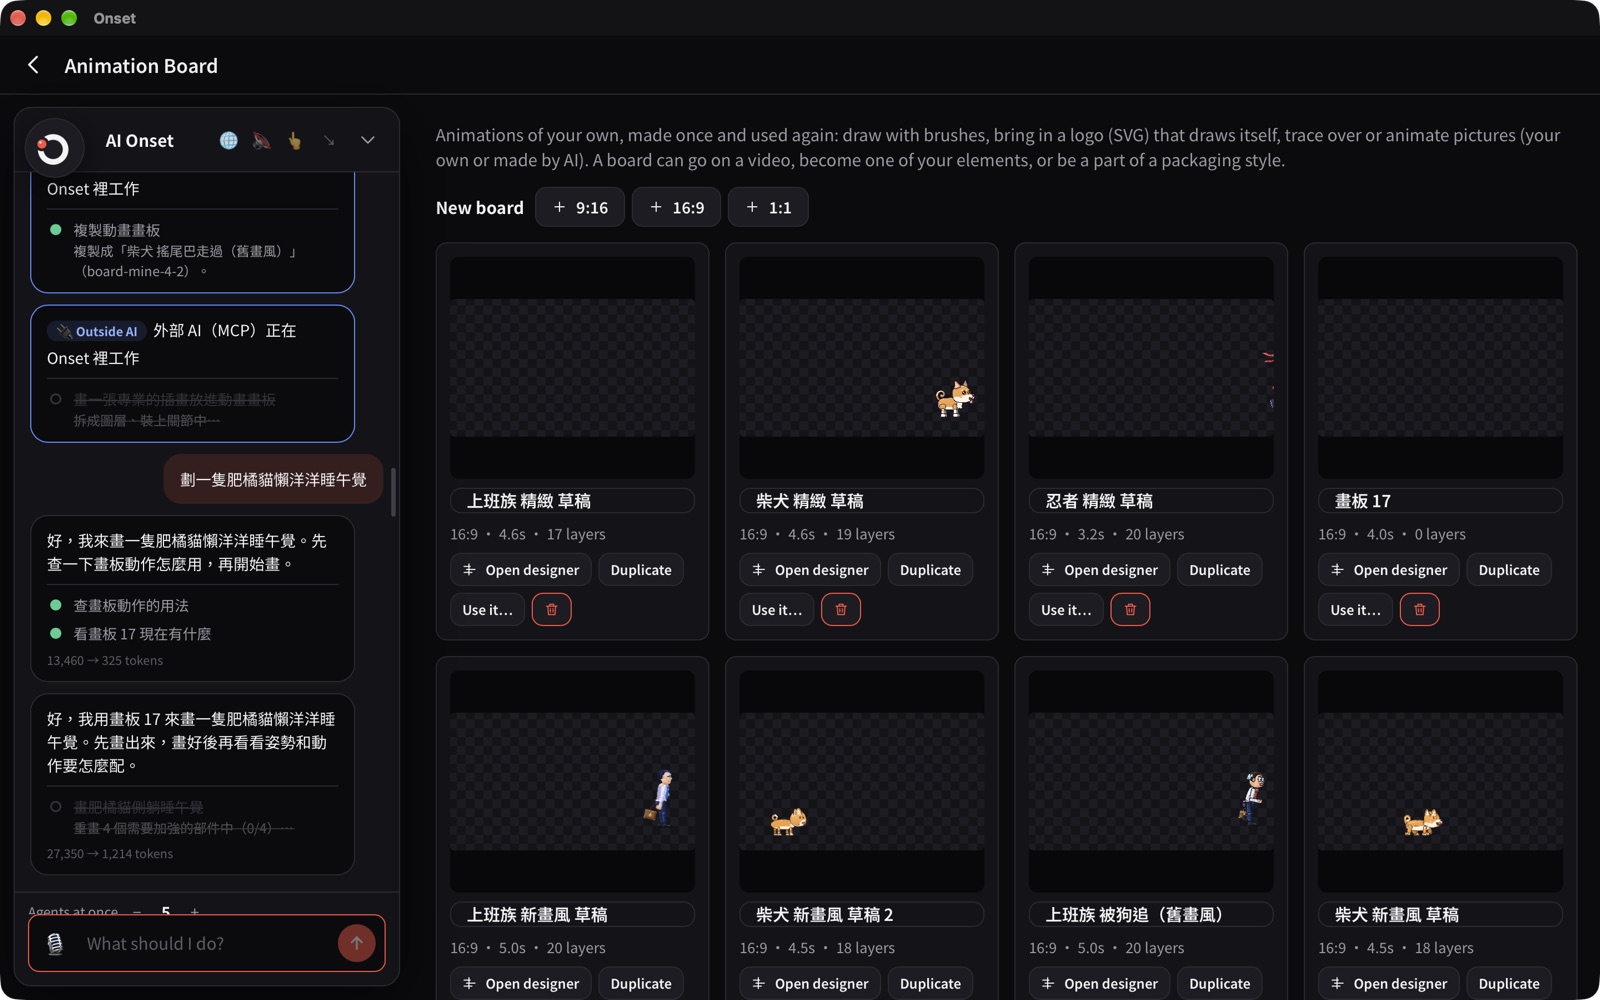 Onset
Animation Board
AI Onset
Onset 裡工作
複製動畫畫板
複製成「柴犬 搖尾巴走過（舊畫風）」
（board-mine-4-2）。
Outside AI 外部 AI（MCP）正在
Onset 裡工作
畫一張專業的插畫放進動畫畫板
拆成圖層、裝上關節中…
劃一隻肥橘貓懶洋洋睡午覺
好，我來畫一隻肥橘貓懶洋洋睡午覺。先
查一下畫板動作怎麼用，再開始畫。
查畫板動作的用法
看畫板 17 現在有什麼
13,460 → 325 tokens
好，我用畫板 17 來畫一隻肥橘貓懶洋洋睡
午覺。先畫出來，畫好後再看看姿勢和動
作要怎麼配。
畫肥橘貓側躺睡午覺
重畫 4 個需要加強的部件中（0/4）…
27,350 → 1,214 tokens
Agents at once − 5 +
What should I do?
Animations of your own, made once and used again: draw with brushes, bring in a logo (SVG) that draws itself, trace over or animate pictures (your
own or made by AI). A board can go on a video, become one of your elements, or be a part of a packaging style.
New board + 9:16 + 16:9 + 1:1
上班族 精緻 草稿
16:9 · 4.6s · 17 layers
Open designer Duplicate
Use it...
柴犬 精緻 草稿
16:9 · 4.6s · 19 layers
Open designer Duplicate
Use it...
忍者 精緻 草稿
16:9 · 3.2s · 20 layers
Open designer Duplicate
Use it...
畫板 17
16:9 · 4.0s · 0 layers
Open designer Duplicate
Use it...
上班族 新畫風 草稿
16:9 · 5.0s · 20 layers
Open designer Duplicate
柴犬 新畫風 草稿 2
16:9 · 4.5s · 18 layers
Open designer Duplicate
上班族 被狗追（舊畫風）
16:9 · 5.0s · 20 layers
Open designer Duplicate
柴犬 新畫風 草稿
16:9 · 4.5s · 18 layers
Open designer Duplicate